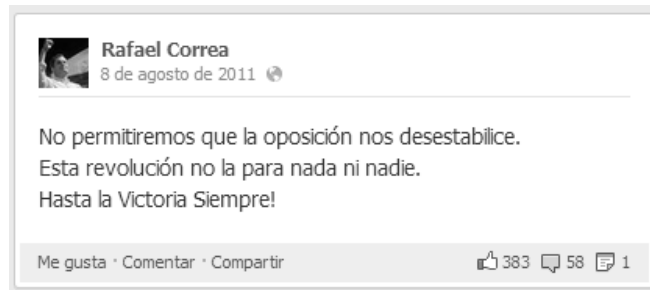 Rafael Correa
8 de agosto de 2011
No permitiremos que la oposición nos desestabilice.
Esta revolución no la para nada ni nadie.
Hasta la Victoria Siempre!
Me gusta · Comentar · Compartir 383 58 1